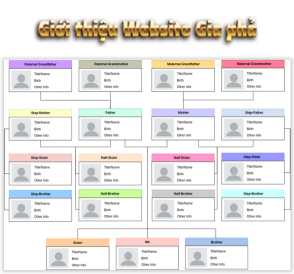 Giới thiệu Website Gia phả
Maternal Grandfather
Paternal Grandmother
Maternal Grandfather
Maternal Grandmother
Title/Name
Birth
Other Info
Title/Name
Birth
Other Info
Title/Name
Birth
Other Info
Title/Name
Birth
Other Info
Step-Mother
Father
Mother
Step-Father
Title/Name
Birth
Other Info
Title/Name
Birth
Other Info
Title/Name
Birth
Other Info
Title/Name
Birth
Other Info
Step-Sister
Half-Sister
Half-Sister
Step-Sister
Title/Name
Birth
Other Info
Title/Name
Birth
Other Info
Title/Name
Birth
Other Info
Title/Name
Birth
Other Info
Step-Brother
Half-Brother
Half-Brother
Step-Brother
Title/Name
Birth
Other Info
Title/Name
Birth
Other Info
Title/Name
Birth
Other Info
Title/Name
Birth
Other Info
Sister
Me
Brother
Title/Name
Birth
Other Info
Title/Name
Birth
Other Info
Title/Name
Birth
Other Info